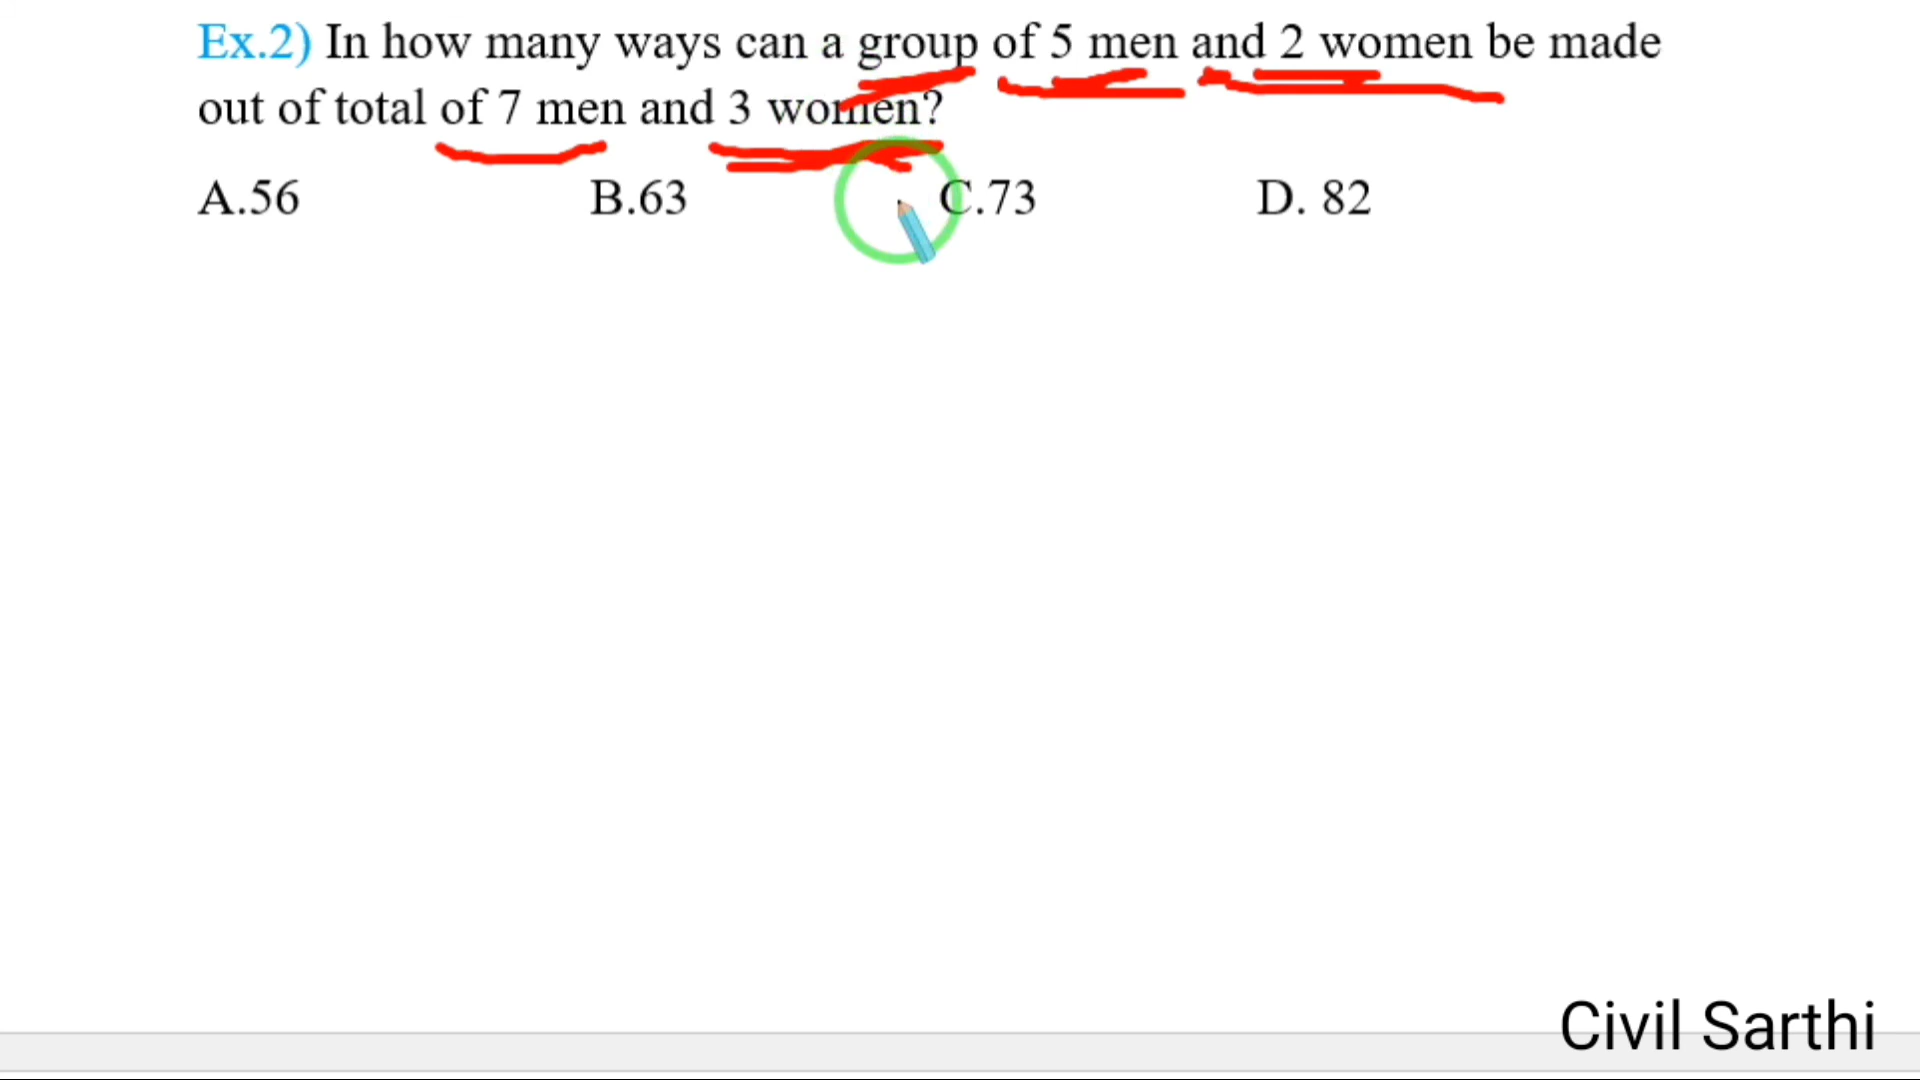 Ex.2) In how many ways can a group of 5 men and 2 women be made
out of total of 7 men and 3 women?
A.56 B.63 C.73 D. 82
Civil Sarthi